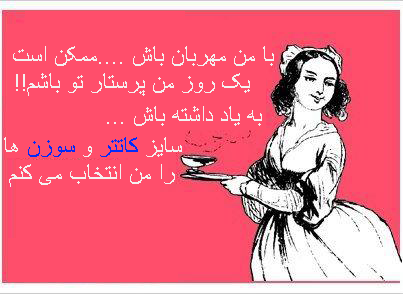 با من مهربان باش ....ممکن است
یک روز من پرستار تو باشم!!
به یاد داشته باش ...
سایز کاتتر و سوزن ها
را من انتخاب می کنم